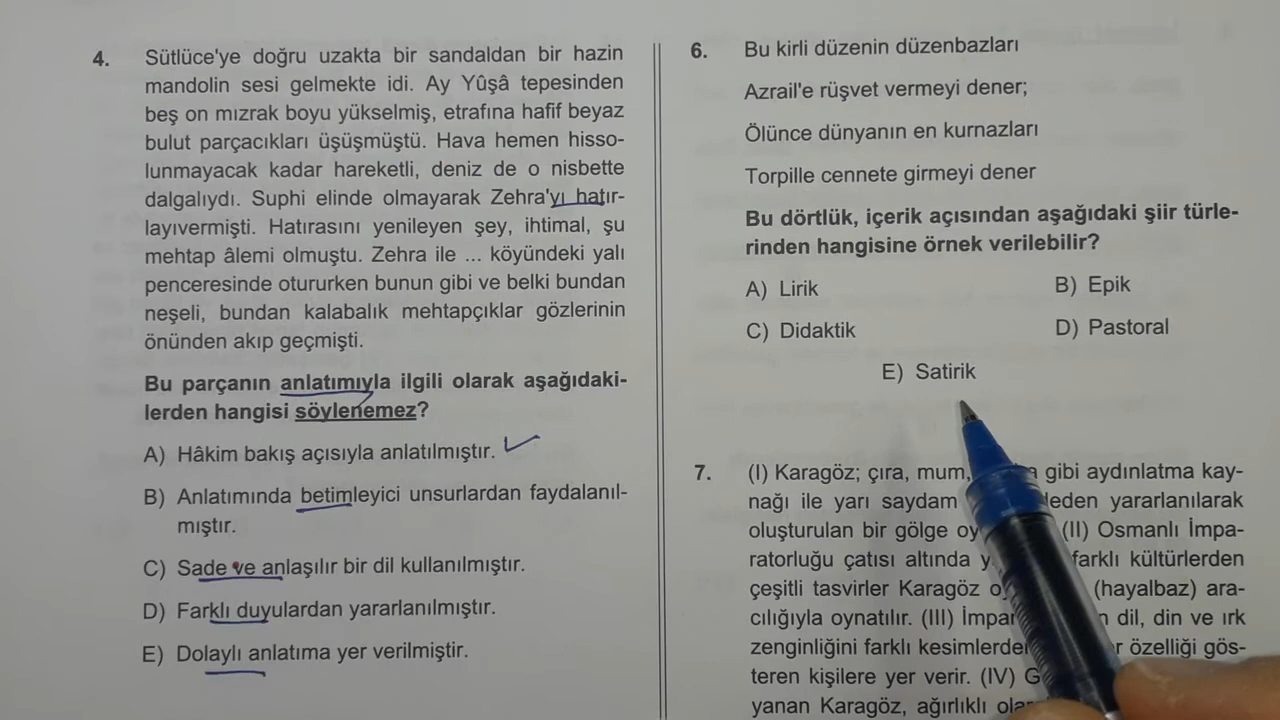 4. Sütlüce'ye doğru uzakta bir sandaldan bir hazin
mandolin sesi gelmekte idi. Ay Yûşâ tepesinden
beş on mızrak boyu yükselmiş, etrafına hafif beyaz
bulut parçacıkları üşüşmüştü. Hava hemen hisso-
lunmayacak kadar hareketli, deniz de o nisbette
dalgalıydı. Suphi elinde olmayarak Zehra'yı hatır-
layıvermişti. Hatırasını yenileyen şey, ihtimal, şu
mehtap âlemi olmuştu. Zehra ile ... köyündeki yalı
penceresinde otururken bunun gibi ve belki bundan
neşeli, bundan kalabalık mehtapçıklar gözlerinin
önünden akıp geçmişti.
Bu parçanın anlatımıyla ilgili olarak aşağıdaki-
lerden hangisi söylenemez?
A) Hâkim bakış açısıyla anlatılmıştır.
B) Anlatımında betimleyici unsurlardan faydalanıl-
mıştır.
C) Sade ve anlaşılır bir dil kullanılmıştır.
D) Farklı duyulardan yararlanılmıştır.
E) Dolaylı anlatıma yer verilmiştir.
6. Bu kirli düzenin düzenbazları
Azrail'e rüşvet vermeyi dener;
Ölünce dünyanın en kurnazları
Torpille cennete girmeyi dener
Bu dörtlük, içerik açısından aşağıdaki şiir türle-
rinden hangisine örnek verilebilir?
A) Lirik B) Epik
C) Didaktik D) Pastoral
E) Satirik
7. (I) Karagöz; çıra, mum, gibi aydınlatma kay-
nağı ile yarı saydam yararlanılarak
oluşturulan bir gölge (II) Osmanlı İmpa-
ratorluğu çatısı altında farklı kültürlerden
çeşitli tasvirler Karagöz (hayalbaz) ara-
cılığıyla oynatılır. (III) dil, din ve ırk
zenginliğini farklı özelliği gös-
teren kişilere yer verir. (IV)
yanan Karagöz, ağırlıklı